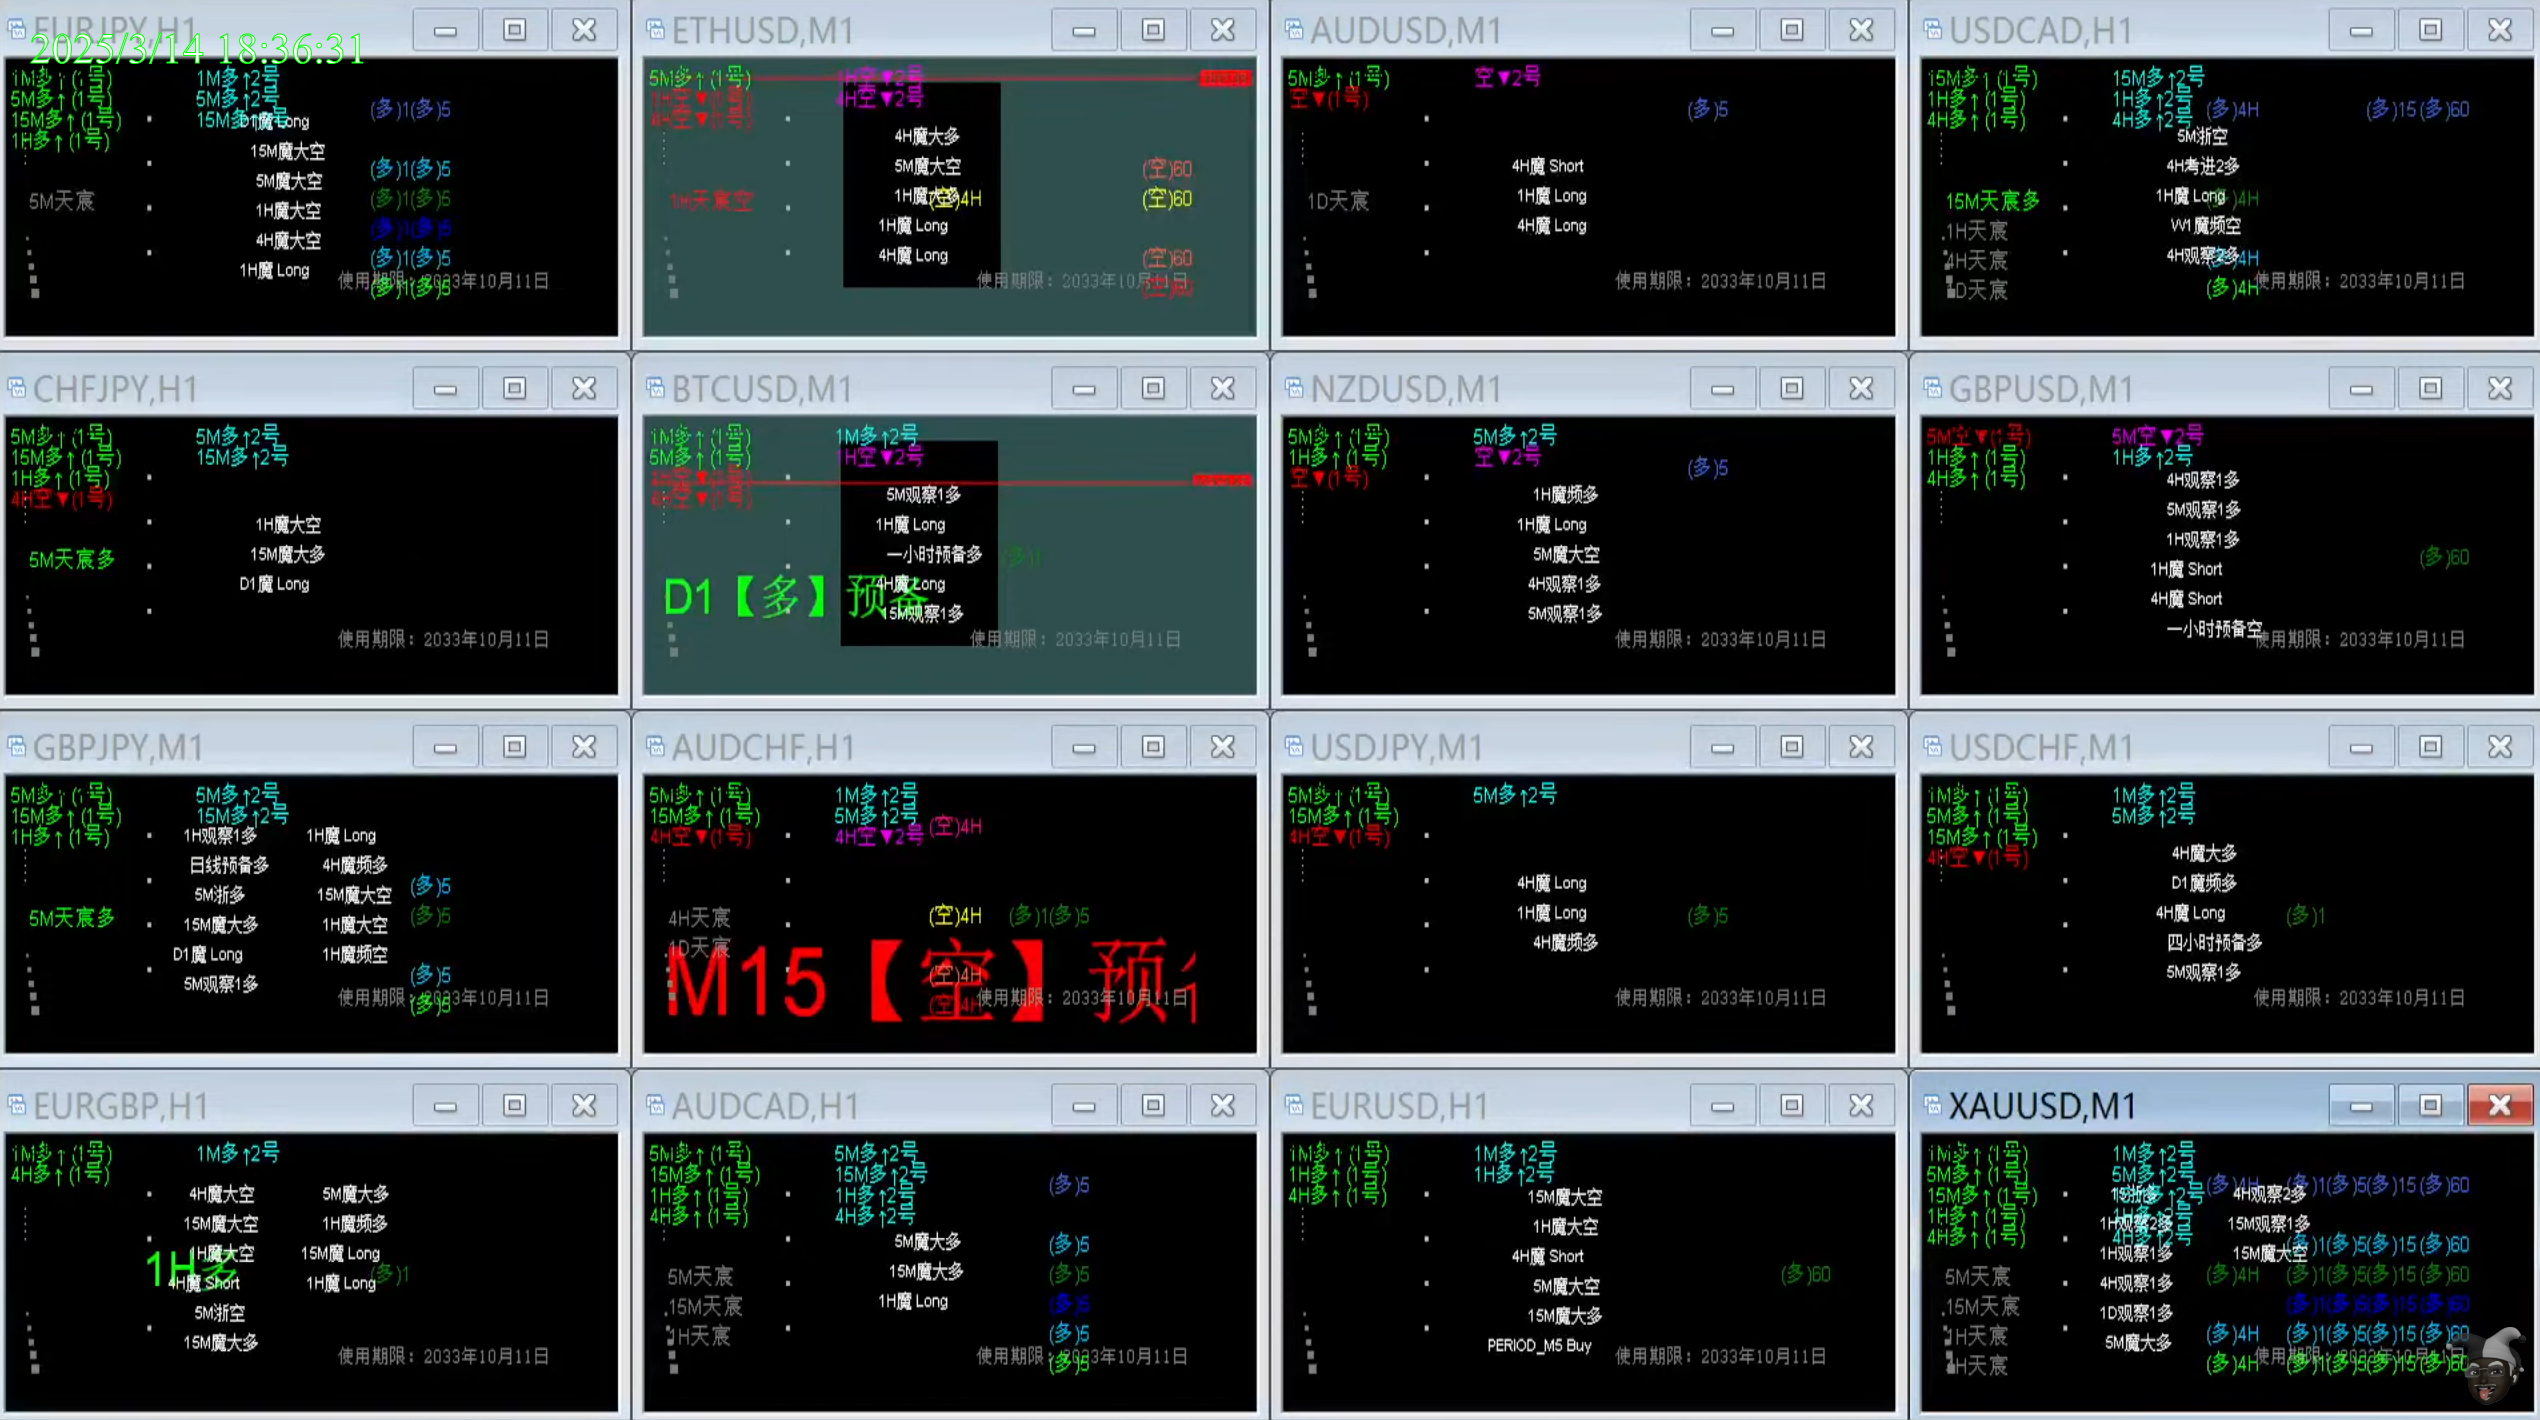 EURJPY,H1
2025/3/14 18:36:31
1M多↑(1号) 1M多↑2号
5M多↑(1号) 5M多↑2号
(多)1(多)5
15M多↑(1号) 15M多↑2号
D1魔 Long
1H多↑(1号)
15M魔大空
(多)1(多)5
5M魔大空
5M天宸
(多)1(多)5
1H魔大空
(多)1(多)5
4H魔大空
(多)1(多)5
1H魔 Long
使用期限：2033年10月11日
(多)1(多)5
ETHUSD,M1
5M多↑(1号) 1H空▼2号
1H空▼(1号) 4H空▼2号
4H空▼(1号)
4H魔大多
5M魔大空
(空)60
1H天宸空
1H魔大多
(空)4H
(空)60
1H魔 Long
4H魔 Long
(空)60
使用期限：2033年10月11日
AUDUSD,M1
5M多↑(1号) 空▼2号
空▼(1号)
(多)5
4H魔 Short
1D天宸
1H魔 Long
4H魔 Long
使用期限：2033年10月11日
USDCAD,H1
15M多↑(1号) 15M多↑2号
1H多↑(1号) 1H多↑2号
(多)4H (多)15(多)60
4H多↑(1号) 4H多↑2号
5M浙空
4H考进2多
15M天宸多
1H魔 Long
(多)4H
1H天宸
W1魔频空
4H天宸
4H观察2多
(多)4H
1D天宸
(多)4H
使用期限：2033年10月11日
CHFJPY,H1
5M多↑(1号) 5M多↑2号
15M多↑(1号) 15M多↑2号
1H多↑(1号)
4H空▼(1号)
1H魔大空
5M天宸多
15M魔大多
D1魔 Long
使用期限：2033年10月11日
BTCUSD,M1
1M多↑(1号) 1M多↑2号
5M多↑(1号) 1H空▼2号
1H空▼(1号)
4H空▼(1号)
5M观察1多
1H魔 Long
一小时预备多
(多)1
4H魔 Long
D1【多】预备
15M观察1多
使用期限：2033年10月11日
NZDUSD,M1
5M多↑(1号) 5M多↑2号
1H多↑(1号) 空▼2号
(多)5
空▼(1号)
1H魔频多
1H魔 Long
5M魔大空
4H观察1多
5M观察1多
使用期限：2033年10月11日
GBPUSD,M1
5M空▼(1号) 5M空▼2号
1H多↑(1号) 1H多↑2号
4H多↑(1号)
4H观察1多
5M观察1多
1H观察1多
(多)60
1H魔 Short
4H魔 Short
一小时预备空
使用期限：2033年10月11日
GBPJPY,M1
5M多↑(1号) 5M多↑2号
15M多↑(1号) 15M多↑2号
1H多↑(1号)
1H观察1多 1H魔 Long
日线预备多 4H魔频多
(多)5
5M浙多 15M魔大空
5M天宸多
(多)5
15M魔大多 1H魔大空
D1魔 Long 1H魔频空
(多)5
5M观察1多
使用期限：2033年10月11日
(多)5
AUDCHF,H1
5M多↑(1号) 1M多↑2号
15M多↑(1号) 5M多↑2号
4H空▼(1号) 4H空▼2号
(空)4H
4H天宸
(空)4H (多)1(多)5
1D天宸
M15【空】预
(空)4H
(空)4H
使用期限：2033年10月11日
USDJPY,M1
5M多↑(1号) 5M多↑2号
15M多↑(1号)
4H空▼(1号)
4H魔 Long
1H魔 Long
(多)5
4H魔频多
使用期限：2033年10月11日
USDCHF,M1
1M多↑(1号) 1M多↑2号
5M多↑(1号) 5M多↑2号
15M多↑(1号)
4H空▼(1号)
4H魔大多
D1魔频多
4H魔 Long
(多)1
四小时预备多
5M观察1多
使用期限：2033年10月11日
EURGBP,H1
1M多↑(1号) 1M多↑2号
4H多↑(1号)
4H魔大空 5M魔大多
15M魔大空 1H魔频多
1H魔大空 15M魔 Long
1H多
(多)1
4H魔 Short 1H魔 Long
5M浙空
15M魔大多
使用期限：2033年10月11日
AUDCAD,H1
5M多↑(1号) 5M多↑2号
15M多↑(1号) 15M多↑2号
(多)5
1H多↑(1号) 1H多↑2号
4H多↑(1号) 4H多↑2号
5M魔大多
(多)5
5M天宸
15M魔大多
(多)5
15M天宸
1H魔 Long
(多)5
1H天宸
(多)5
使用期限：2033年10月11日
(多)5
EURUSD,H1
1M多↑(1号) 1M多↑2号
1H多↑(1号) 1H多↑2号
4H多↑(1号)
15M魔大空
1H魔大空
4H魔 Short
(多)60
5M魔大空
15M魔大多
PERIOD_M5 Buy
使用期限：2033年10月11日
XAUUSD,M1
1M多↑(1号) 1M多↑2号
5M多↑(1号) 5M多↑2号
(多)4H (多)1(多)5(多)15(多)60
15M多↑(1号)
4H观察2多
1H多↑(1号)
1H观察2多 15M观察1多
4H多↑(1号) 4H多↑2号
(多)1(多)5(多)15(多)60
1H观察1多 15M魔大空
5M天宸
(多)4H (多)1(多)5(多)15(多)60
4H观察1多
15M天宸
(多)1(多)5(多)15(多)60
1D观察1多
1H天宸
(多)4H (多)1(多)5(多)15(多)60
5M魔大多
4H天宸
(多)4H (多)1(多)5(多)15(多)60